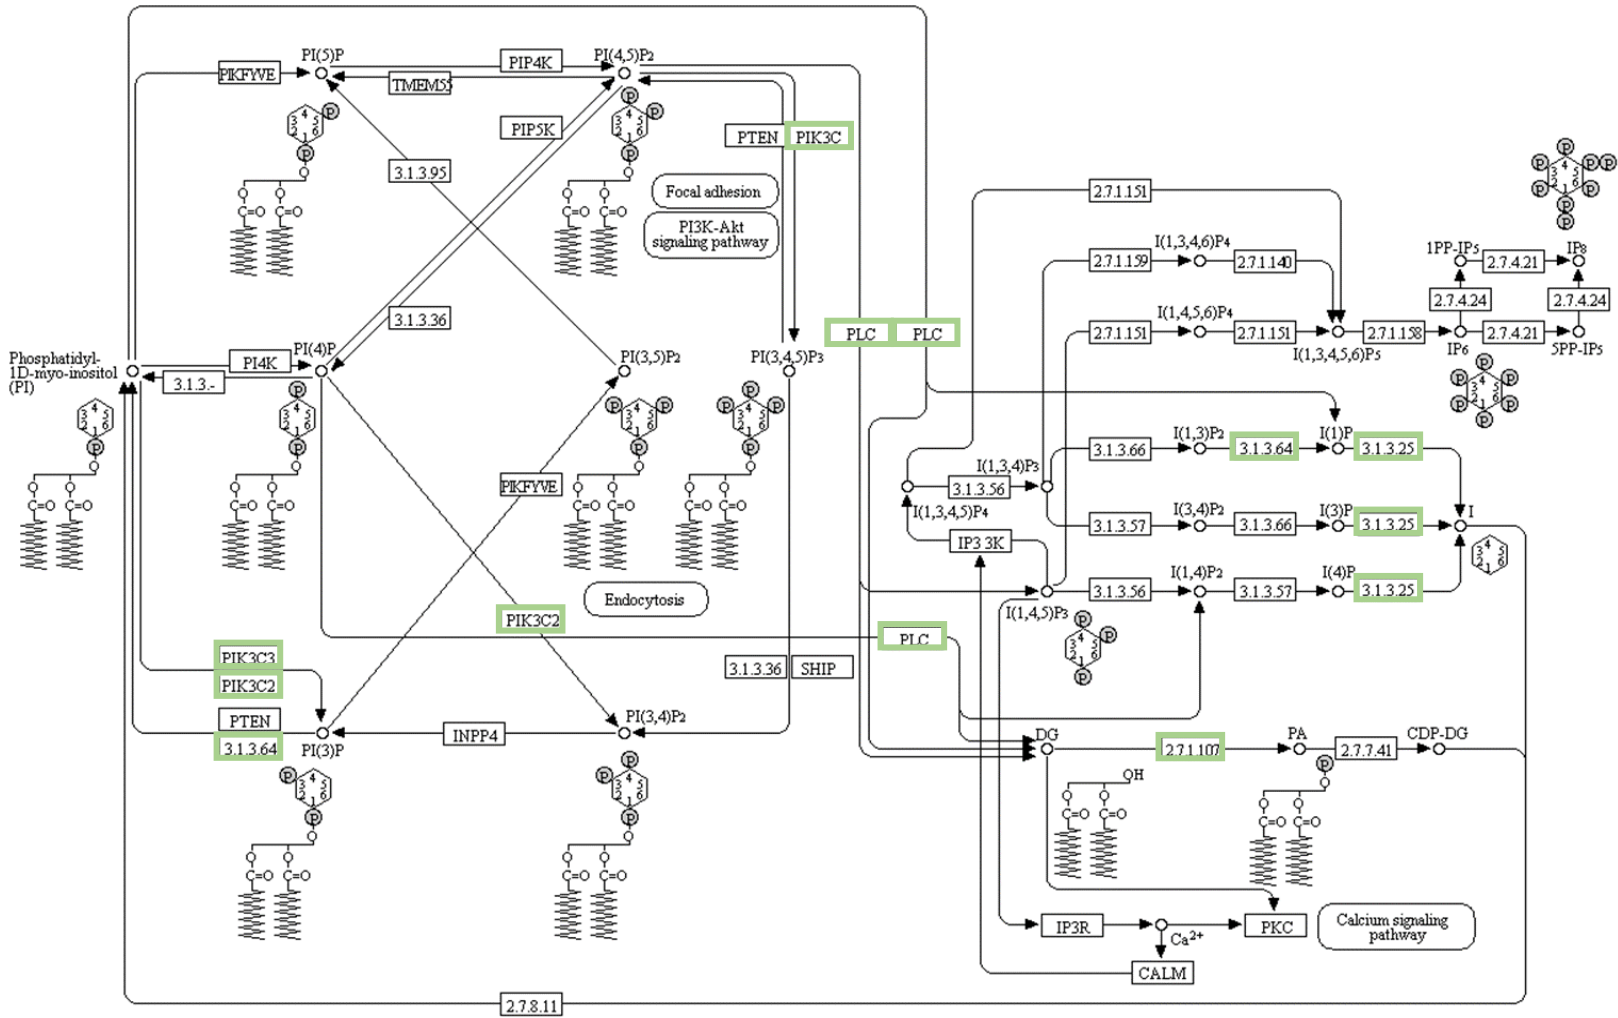 PI(5)P
PIP4K
PI(4,5)P2
PIKFYVE
TMEM55
PIP5K
PTEN
PIK3C
3.1.3.95
Focal adhesion
PI3K-Akt
signaling pathway
3.1.3.36
PLC
PLC
Phosphatidyl-
1D-myo-inositol
(PI)
PI4K
PI(4)P
3.1.3.-
PI(3,5)P2
PI(3,4,5)P3
PIKFYVE
Endocytosis
PIK3C2
PLC
PIK3C3
PIK3C2
3.1.3.36
SHIP
PTEN
3.1.3.64
PI(3)P
INPP4
PI(3,4)P2
2.7.1.151
2.7.1.159
I(1,3,4,6)P4
2.7.1.140
2.7.1.151
I(1,4,5,6)P4
2.7.1.151
I(1,3,4,5,6)P5
2.7.1.158
IP6
1PP-IP5
2.7.4.21
IP8
2.7.4.24
2.7.4.24
2.7.4.21
5PP-IP5
I(1,3,4)P3
3.1.3.56
I(1,3,4,5)P4
3.1.3.66
I(1,3)P2
3.1.3.64
I(1)P
3.1.3.25
3.1.3.57
I(3,4)P2
3.1.3.66
I(3)P
3.1.3.25
I
IP3 3K
I(1,4,5)P3
3.1.3.56
I(1,4)P2
3.1.3.57
I(4)P
3.1.3.25
DG
2.7.1.107
PA
2.7.7.41
CDP-DG
OH
IP3R
Ca2+
PKC
CALM
Calcium signaling
pathway
2.7.8.11